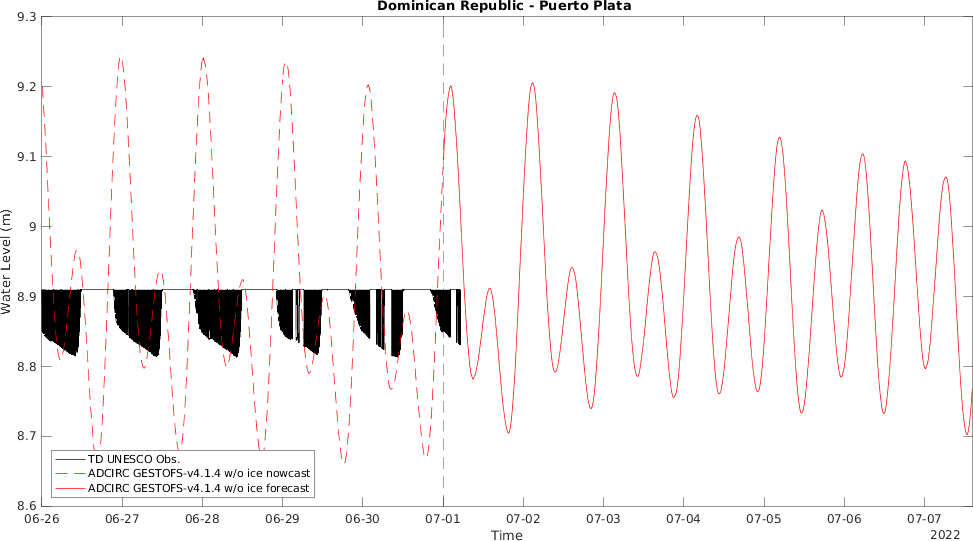 Dominican Republic - Puerto Plata
9.3
9.2
9.1
9
8.9
8.8
8.7
8.6
Water Level (m)
TD UNESCO Obs.
ADCIRC GESTOFS-v4.1.4 w/o ice nowcast
ADCIRC GESTOFS-v4.1.4 w/o ice forecast
06-26 06-27 06-28 06-29 06-30 07-01 07-02 07-03 07-04 07-05 07-06 07-07
Time
2022